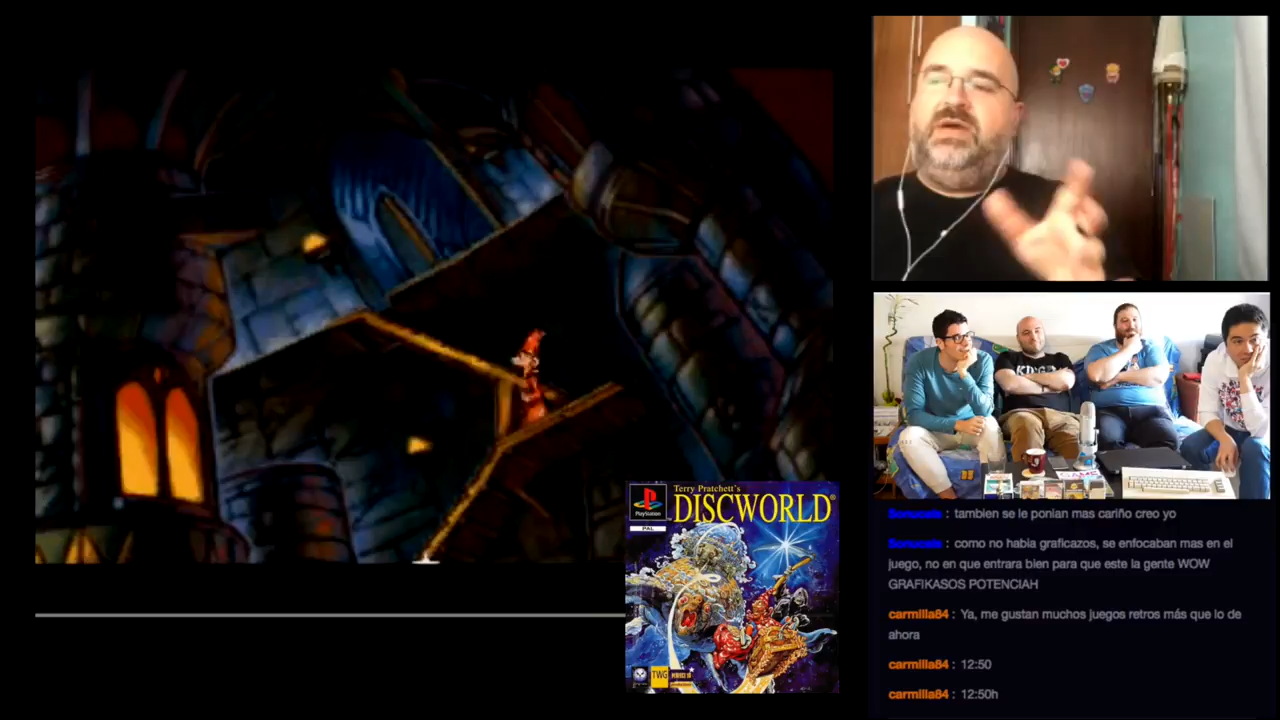 PlayStation
PAL
Terry Pratchett's
DISCWORLD
TWG
Sonucais : tambien se le ponian mas cariño creo yo
: como no habia graficazos, se enfocaban mas en el
juego, no en que entrara bien para que este la gente WOW
GRAFIKASOS POTENCIAH
carmilla84 : Ya, me gustan muchos juegos retros más que lo de
ahora
carmilla84 : 12:50
carmilla84 : 12:50h